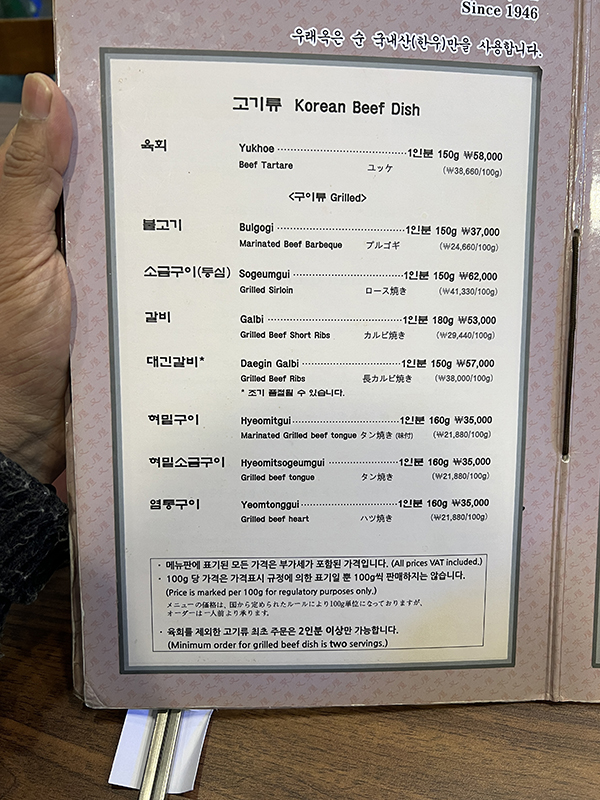 Since 1946
우래옥은 순 국내산(한우)만을 사용합니다.
고기류 Korean Beef Dish
육회 Yukhoe 1인분 150g ₩58,000
Beef Tartare ユッケ (₩38,660/100g)
<구이류 Grilled>
불고기 Bulgogi 1인분 150g ₩37,000
Marinated Beef Barbeque プルゴギ (₩24,660/100g)
소금구이(등심) Sogeumgui 1인분 150g ₩62,000
Grilled Sirloin ロース焼き (₩41,330/100g)
갈비 Galbi 1인분 180g ₩53,000
Grilled Beef Short Ribs カルビ焼き (₩29,440/100g)
대긴갈비* Daegin Galbi 1인분 150g ₩57,000
Grilled Beef Ribs 長カルビ焼き (₩38,000/100g)
* 조기 품절될 수 있습니다.
혀밑구이 Hyeomitgui 1인분 160g ₩35,000
Marinated Grilled beef tongue タン焼き (味付) (₩21,880/100g)
혀밑소금구이 Hyeomitsogeumgui 1인분 160g ₩35,000
Grilled beef tongue タン焼き (₩21,880/100g)
염통구이 Yeomtonggui 1인분 160g ₩35,000
Grilled beef heart ハツ焼き (₩21,880/100g)
· 메뉴판에 표기된 모든 가격은 부가세가 포함된 가격입니다. (All prices VAT included.)
· 100g 당 가격은 가격표시 규정에 의한 표기일 뿐 100g씩 판매하지는 않습니다.
(Price is marked per 100g for regulatory purposes only.)
メニューの価格は、国から定められたルールにより100g単位になっておりますが、
オーダーは一人前より承ります.
· 육회를 제외한 고기류 최초 주문은 2인분 이상만 가능합니다.
(Minimum order for grilled beef dish is two servings.)